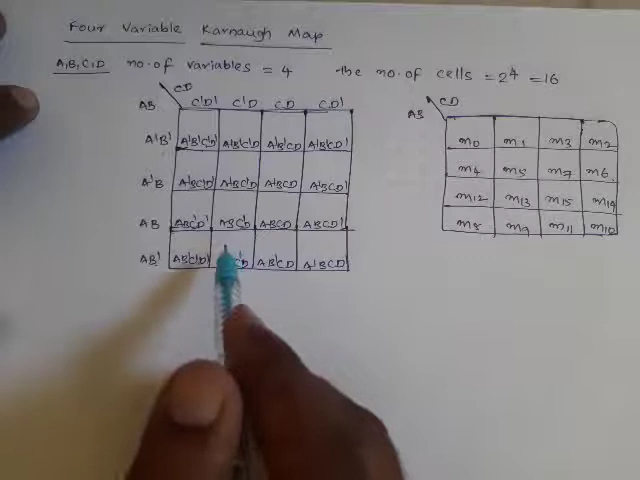 Four Variable Karnaugh Map
A,B,C,D no. of variables = 4 The no. of cells = 2⁴ = 16
CD
AB C'D' C'D CD CD'
A'B' A'B'C'D' A'B'C'D A'B'CD A'B'CD'
A'B A'BC'D' A'BC'D A'BCD A'BCD'
AB ABC'D' ABC'D ABCD ABCD'
AB' AB'C'D' C'D AB'CD A'BCD'
CD
AB
m0 m1 m3 m2
m4 m5 m7 m6
m12 m13 m15 m14
m8 m9 m11 m10